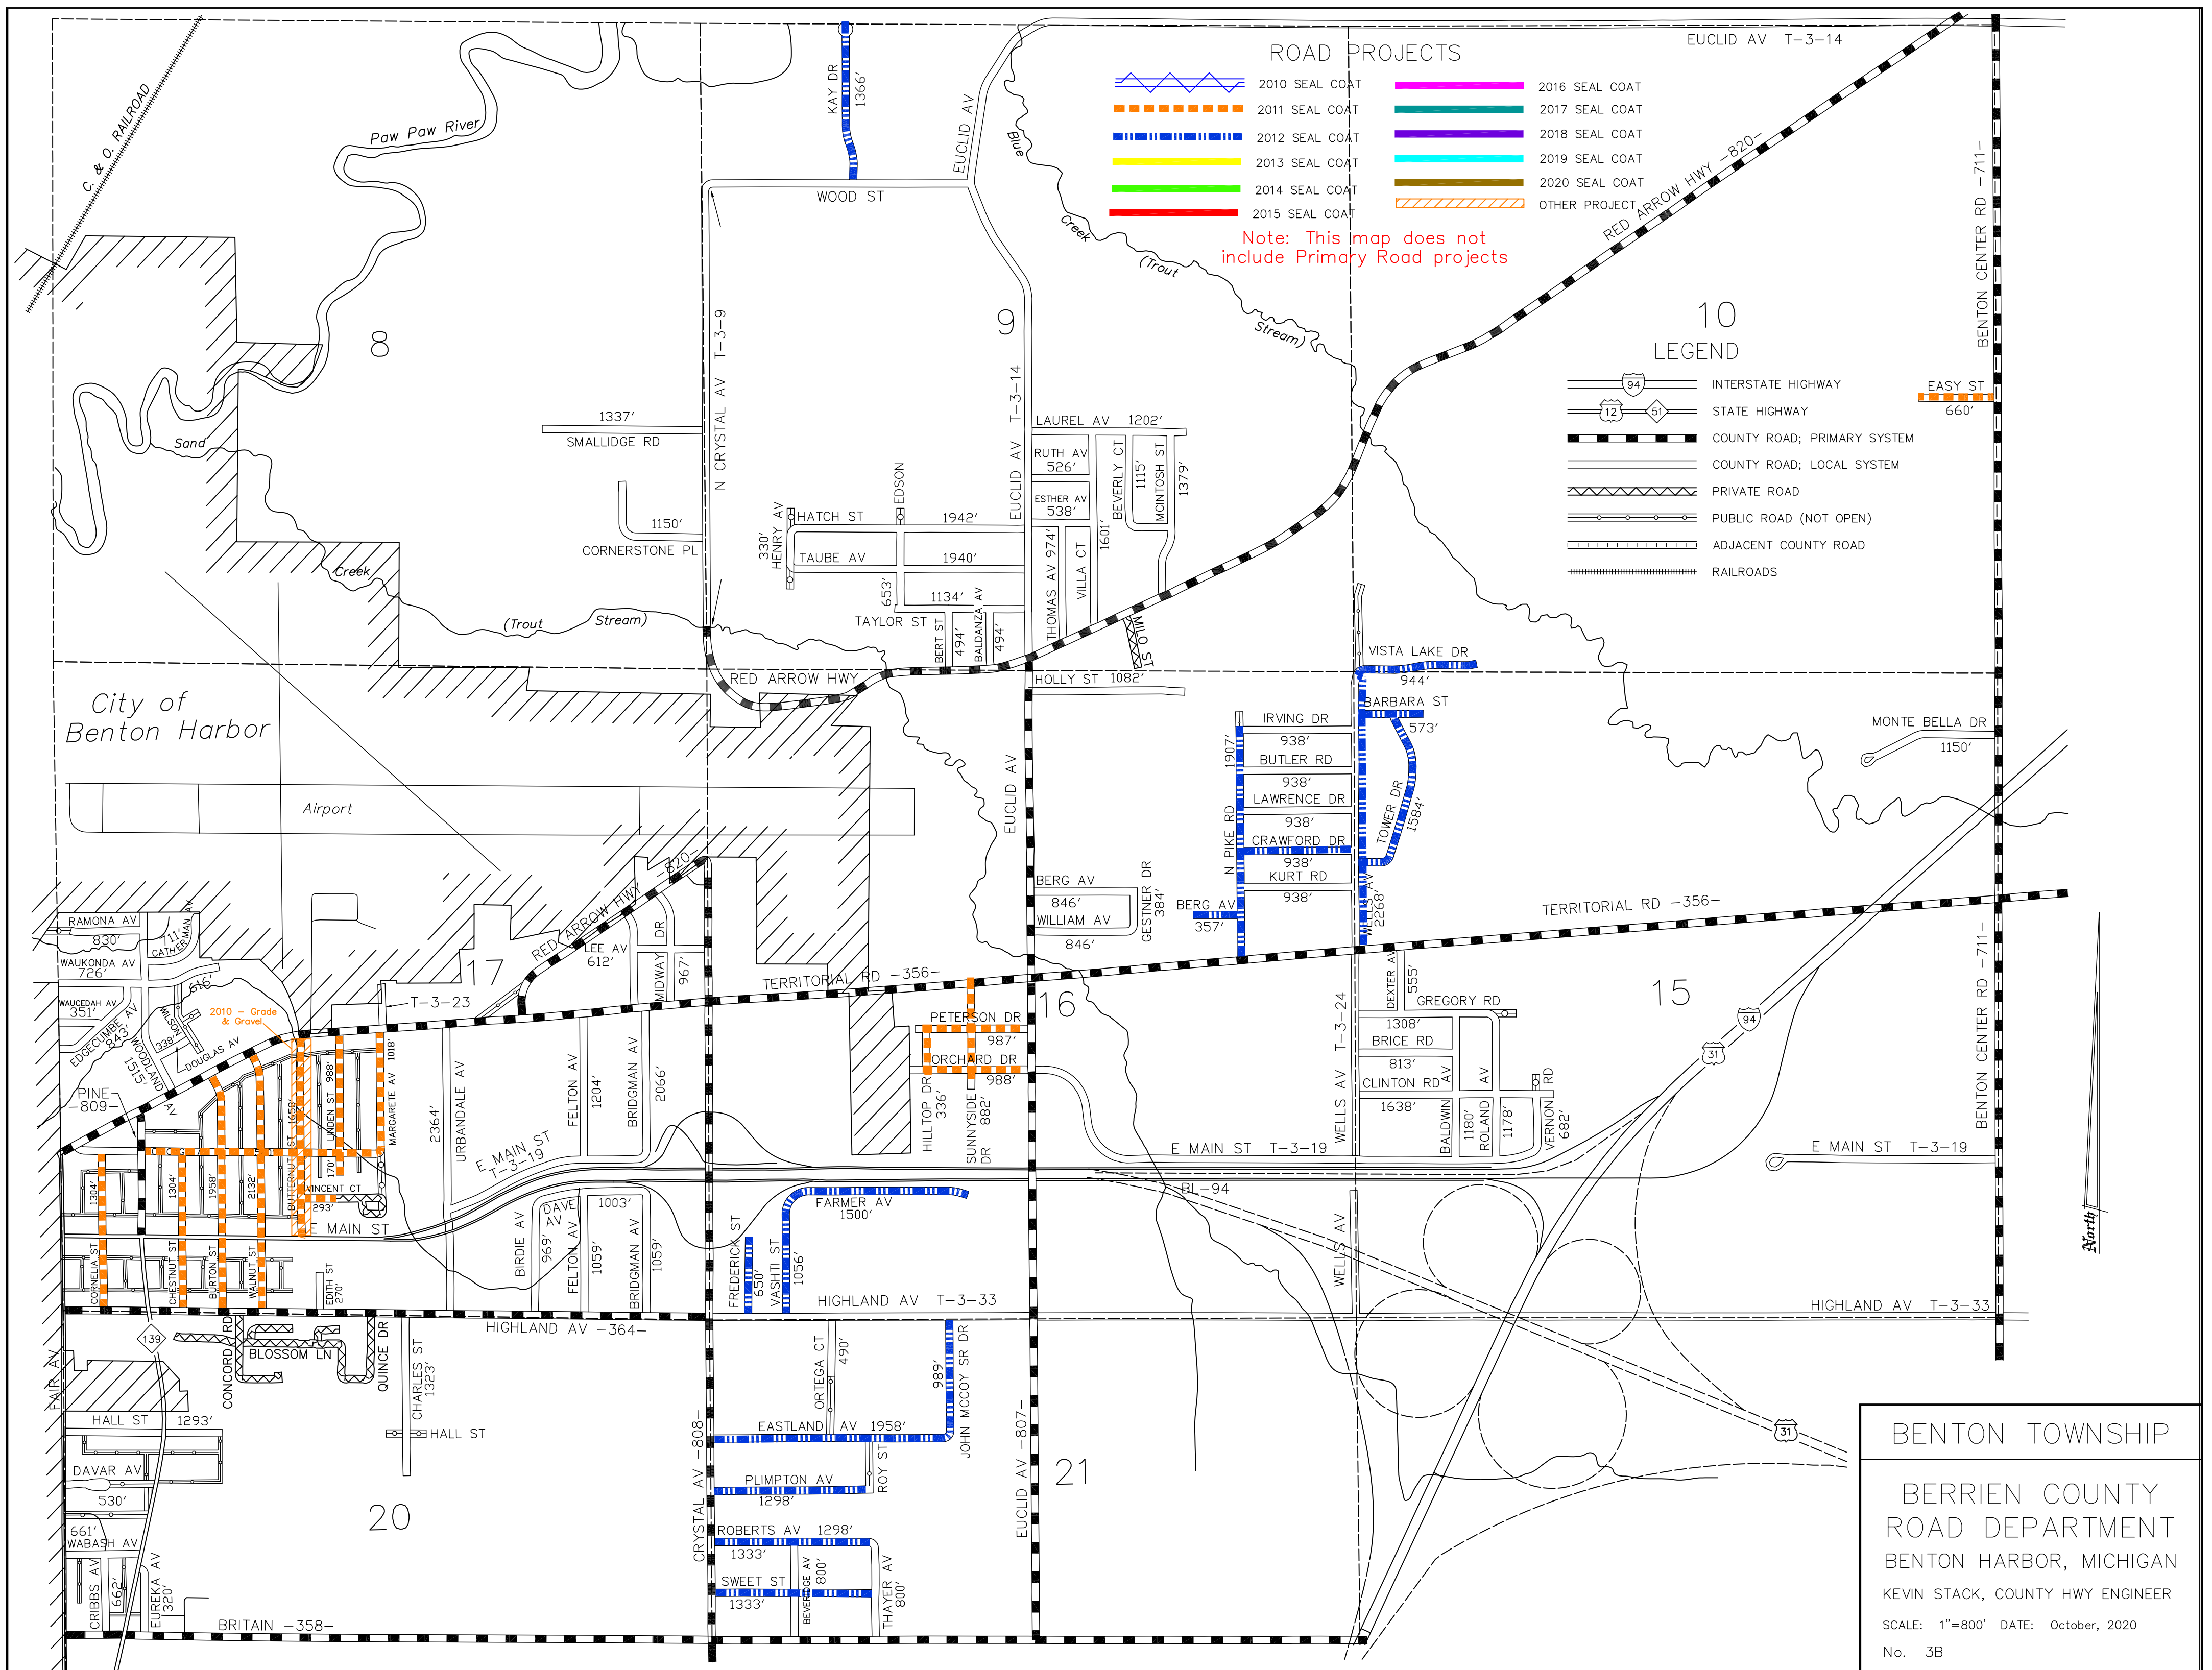 ROAD PROJECTS
2010 SEAL COAT
2011 SEAL COAT
2012 SEAL COAT
2013 SEAL COAT
2014 SEAL COAT
2015 SEAL COAT
2016 SEAL COAT
2017 SEAL COAT
2018 SEAL COAT
2019 SEAL COAT
2020 SEAL COAT
OTHER PROJECT
Note: This map does not
include Primary Road projects
EUCLID AV T-3-14
RED ARROW HWY -820-
BENTON CENTER RD -711-
C. & O. RAILROAD
Paw Paw River
KAY DR
1366'
EUCLID AV
WOOD ST
Blue
Creek
(Trout
Stream)
8
9
10
LEGEND
94
INTERSTATE HIGHWAY
12
51
STATE HIGHWAY
COUNTY ROAD; PRIMARY SYSTEM
COUNTY ROAD; LOCAL SYSTEM
PRIVATE ROAD
PUBLIC ROAD (NOT OPEN)
ADJACENT COUNTY ROAD
RAILROADS
EASY ST
660'
N CRYSTAL AV T-3-9
EUCLID AV T-3-14
1337'
SMALLIDGE RD
1150'
CORNERSTONE PL
Sand
Creek
(Trout Stream)
LAUREL AV 1202'
RUTH AV
526'
ESTHER AV
538'
BEVERLY CT
1115'
MCINTOSH ST
1379'
1601'
VILLA CT
THOMAS AV 974'
EDSON
HATCH ST
1942'
330'
HENRY AV
TAUBE AV
1940'
653'
1134'
TAYLOR ST
BERT ST
494'
BALDANZA AV
494'
MILO ST
RED ARROW HWY
HOLLY ST 1082'
VISTA LAKE DR
944'
BARBARA ST
573'
TOWER DR
1584'
IRVING DR
938'
BUTLER RD
938'
LAWRENCE DR
938'
CRAWFORD DR
938'
KURT RD
938'
1907'
N PIKE RD
BERG AV
357'
WELLS AV
2268'
MONTE BELLA DR
1150'
City of
Benton Harbor
Airport
EUCLID AV
BERG AV
846'
WILLIAM AV
846'
GESTNER DR
384'
TERRITORIAL RD -356-
RED ARROW HWY -820-
LEE AV
612'
MIDWAY DR
967'
TERRITORIAL RD -356-
17
16
15
T-3-23
RAMONA AV
830'
711'
CATHERMAN AV
WAUKONDA AV
726'
616'
WAUCEDAH AV
351'
EDGECUMBE AV
843'
WILSON
338'
WOODLAND AV
1515'
DOUGLAS AV
2010 - Grade
& Gravel
PINE
-809-
1304'
CORNELIA ST
1304'
CHESTNUT ST
1958'
BURTON ST
2132'
WALNUT ST
1650'
BUTTERNUT ST
LINDEN ST 988'
170'
MARGARETE AV 1018'
VINCENT CT
293'
E MAIN ST
EDITH ST
270'
2364'
URBANDALE AV
FELTON AV
1204'
BRIDGMAN AV
2066'
E MAIN ST
T-3-19
BIRDIE AV
DAVE
AV
969'
1003'
FELTON AV
1059'
BRIDGMAN AV
1059'
PETERSON DR
987'
ORCHARD DR
988'
HILLTOP DR
336'
SUNNYSIDE
DR 882'
FARMER AV
1500'
FREDERICK ST
650'
VASHTI ST
1056'
WELLS AV T-3-24
DEXTER AV
555'
GREGORY RD
1308'
BRICE RD
813'
CLINTON RD
1638'
BALDWIN AV
1180'
ROLAND AV
1178'
VERNON RD
682'
E MAIN ST T-3-19
94
31
BENTON CENTER RD -711-
E MAIN ST T-3-19
BL-94
WELLS AV
North
HIGHLAND AV T-3-33
HIGHLAND AV T-3-33
HIGHLAND AV -364-
139
FAIR AV
CONCORD RD
BLOSSOM LN
QUINCE DR
CHARLES ST
1323'
HALL ST
HALL ST 1293'
DAVAR AV
530'
661'
WABASH AV
CRIBBS AV
662'
EUREKA AV
320'
BRITAIN -358-
20
CRYSTAL AV -808-
ORTEGA CT
490'
989'
JOHN MCCOY SR DR
EASTLAND AV 1958'
ROY ST
PLIMPTON AV
1298'
ROBERTS AV 1298'
1333'
SWEET ST
1333'
BEVERIDGE AV
800'
THAYER AV
800'
EUCLID AV -807-
21
31
BENTON TOWNSHIP
BERRIEN COUNTY
ROAD DEPARTMENT
BENTON HARBOR, MICHIGAN
KEVIN STACK, COUNTY HWY ENGINEER
SCALE: 1"=800' DATE: October, 2020
No. 3B